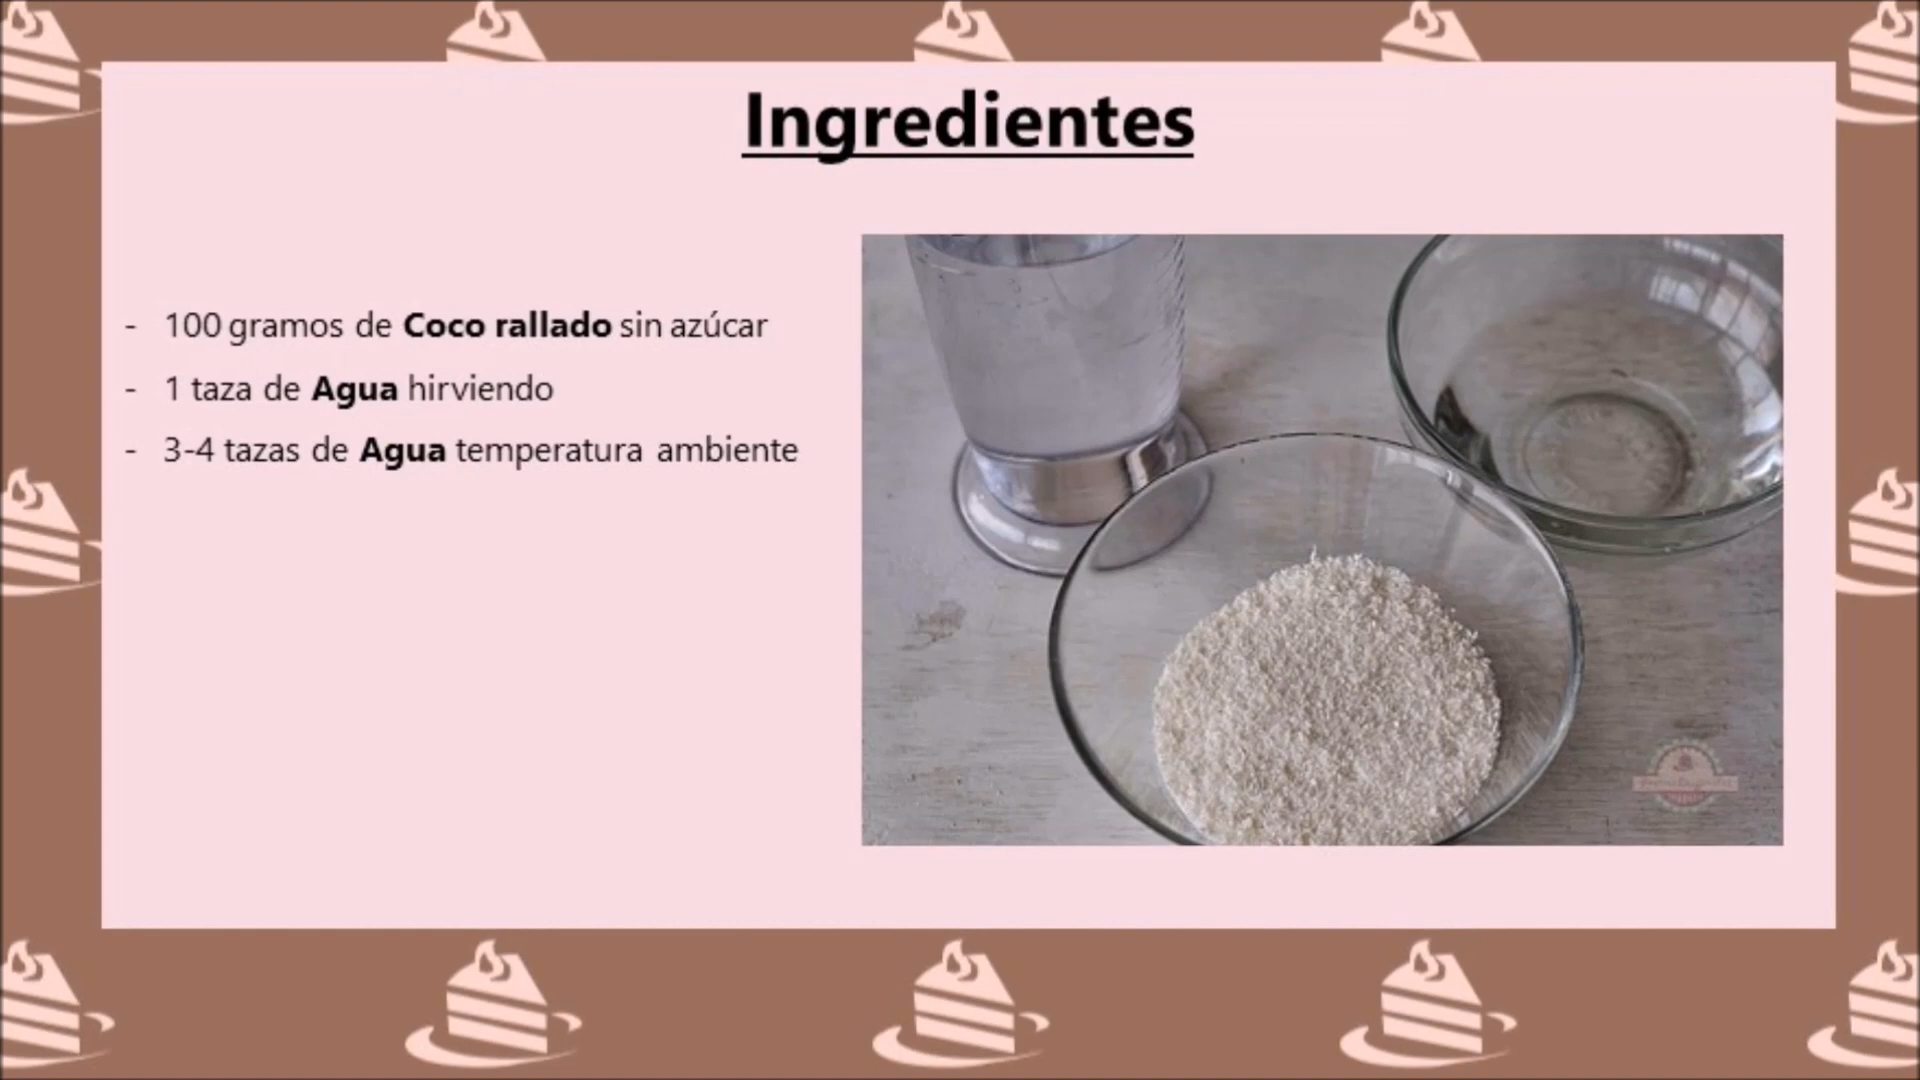 Ingredientes
- 100 gramos de Coco rallado sin azúcar
- 1 taza de Agua hirviendo
- 3-4 tazas de Agua temperatura ambiente